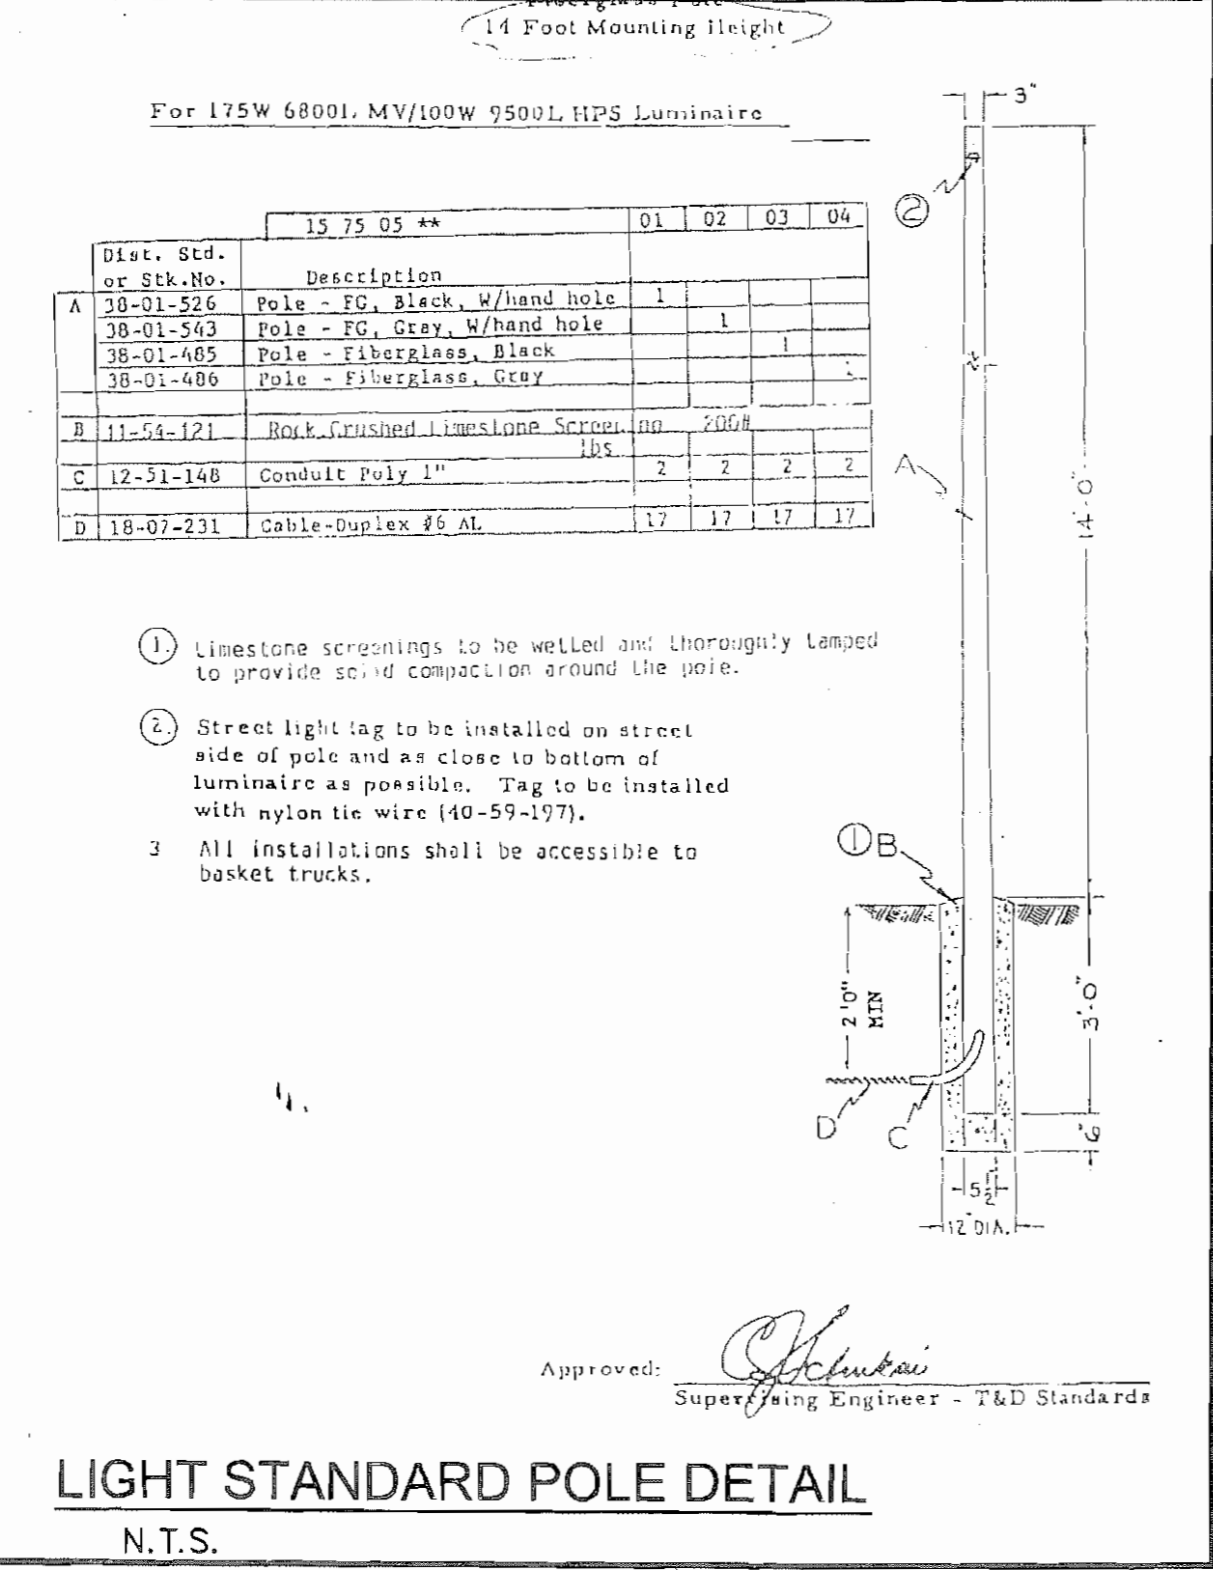 14 Foot Mounting Height
For 175W 6800L MV/100W 9500L HPS Luminaire
15 75 05 ** 01 02 03 04
Dist. Std.
or Stk.No. Description
A 38-01-526 Pole - FG, Black, W/hand hole 1
38-01-543 Pole - FG, Gray, W/hand hole 1
38-01-485 Pole - Fiberglass, Black 1
38-01-486 Pole - Fiberglass, Gray
B 11-54-121 Rock Crushed Limestone Screen no 200#
lbs
C 12-51-148 Conduit Poly 1" 2 2 2 2
D 18-07-231 Cable-Duplex #6 AL 17 17 17 17
1. Limestone screenings to be wetted and thoroughly tamped
to provide solid compaction around the pole.
2. Street light tag to be installed on street
side of pole and as close to bottom of
luminaire as possible. Tag to be installed
with nylon tie wire (40-59-197).
3 All installations shall be accessible to
basket trucks.
3"
2
A
14'-0"
1 B
2'0"
MIN
3'-0"
D
C
6"
5 1/2"
12" DIA.
Approved:
Supervising Engineer - T&D Standards
LIGHT STANDARD POLE DETAIL
N.T.S.